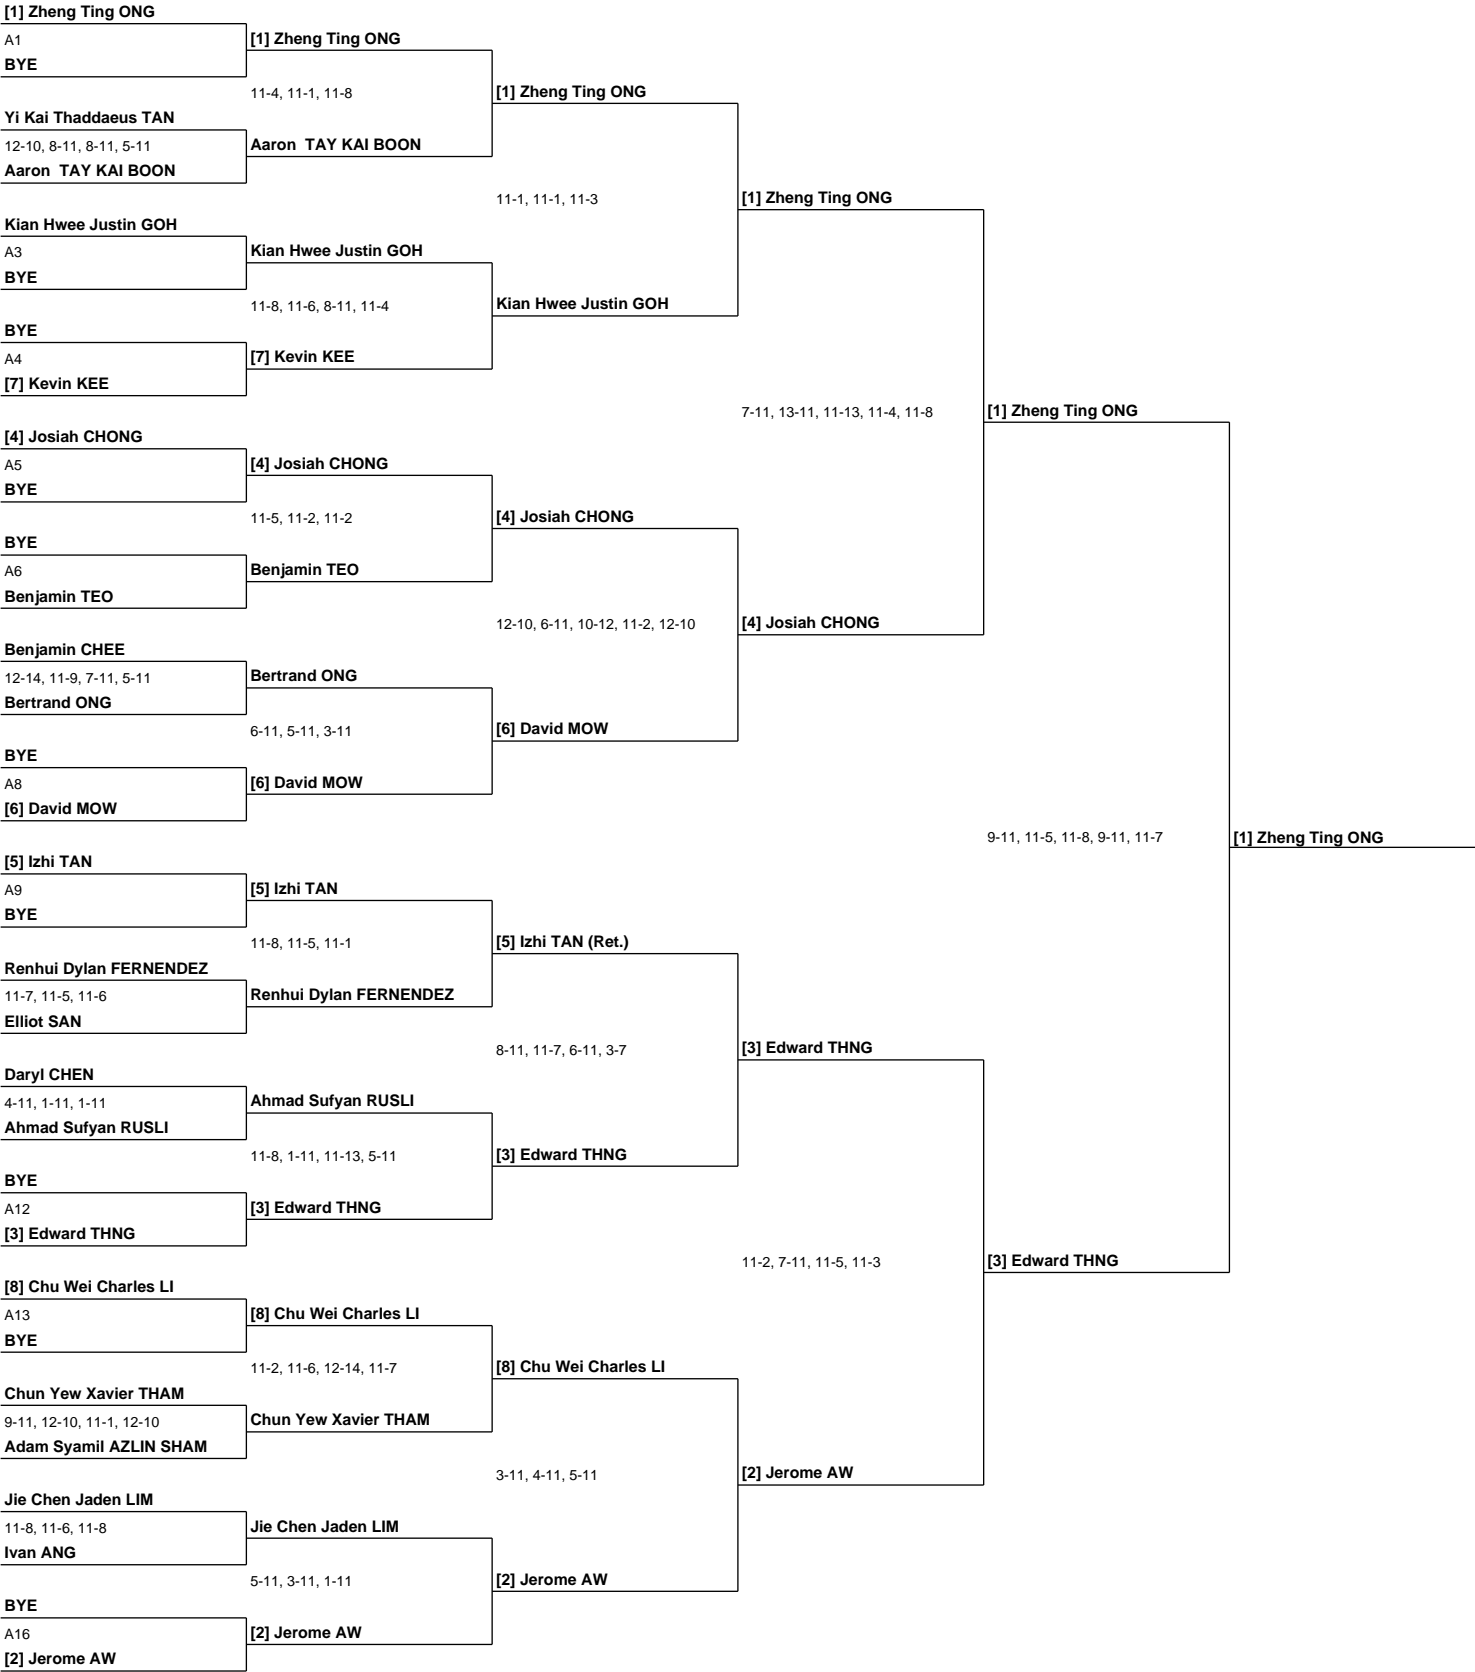 [1] Zheng Ting ONG
A1
[1] Zheng Ting ONG
BYE
11-4, 11-1, 11-8
[1] Zheng Ting ONG
Yi Kai Thaddaeus TAN
12-10, 8-11, 8-11, 5-11
Aaron  TAY KAI BOON
Aaron  TAY KAI BOON
11-1, 11-1, 11-3
[1] Zheng Ting ONG
Kian Hwee Justin GOH
A3
Kian Hwee Justin GOH
BYE
11-8, 11-6, 8-11, 11-4
Kian Hwee Justin GOH
BYE
A4
[7] Kevin KEE
[7] Kevin KEE
7-11, 13-11, 11-13, 11-4, 11-8
[1] Zheng Ting ONG
[4] Josiah CHONG
A5
[4] Josiah CHONG
BYE
11-5, 11-2, 11-2
[4] Josiah CHONG
BYE
A6
Benjamin TEO
Benjamin TEO
12-10, 6-11, 10-12, 11-2, 12-10
[4] Josiah CHONG
Benjamin CHEE
12-14, 11-9, 7-11, 5-11
Bertrand ONG
Bertrand ONG
6-11, 5-11, 3-11
[6] David MOW
BYE
A8
[6] David MOW
[6] David MOW
9-11, 11-5, 11-8, 9-11, 11-7
[1] Zheng Ting ONG
[5] Izhi TAN
A9
[5] Izhi TAN
BYE
11-8, 11-5, 11-1
[5] Izhi TAN (Ret.)
Renhui Dylan FERNENDEZ
11-7, 11-5, 11-6
Renhui Dylan FERNENDEZ
Elliot SAN
8-11, 11-7, 6-11, 3-7
[3] Edward THNG
Daryl CHEN
4-11, 1-11, 1-11
Ahmad Sufyan RUSLI
Ahmad Sufyan RUSLI
11-8, 1-11, 11-13, 5-11
[3] Edward THNG
BYE
A12
[3] Edward THNG
[3] Edward THNG
11-2, 7-11, 11-5, 11-3
[3] Edward THNG
[8] Chu Wei Charles LI
A13
[8] Chu Wei Charles LI
BYE
11-2, 11-6, 12-14, 11-7
[8] Chu Wei Charles LI
Chun Yew Xavier THAM
9-11, 12-10, 11-1, 12-10
Chun Yew Xavier THAM
Adam Syamil AZLIN SHAM
3-11, 4-11, 5-11
[2] Jerome AW
Jie Chen Jaden LIM
11-8, 11-6, 11-8
Jie Chen Jaden LIM
Ivan ANG
5-11, 3-11, 1-11
[2] Jerome AW
BYE
A16
[2] Jerome AW
[2] Jerome AW